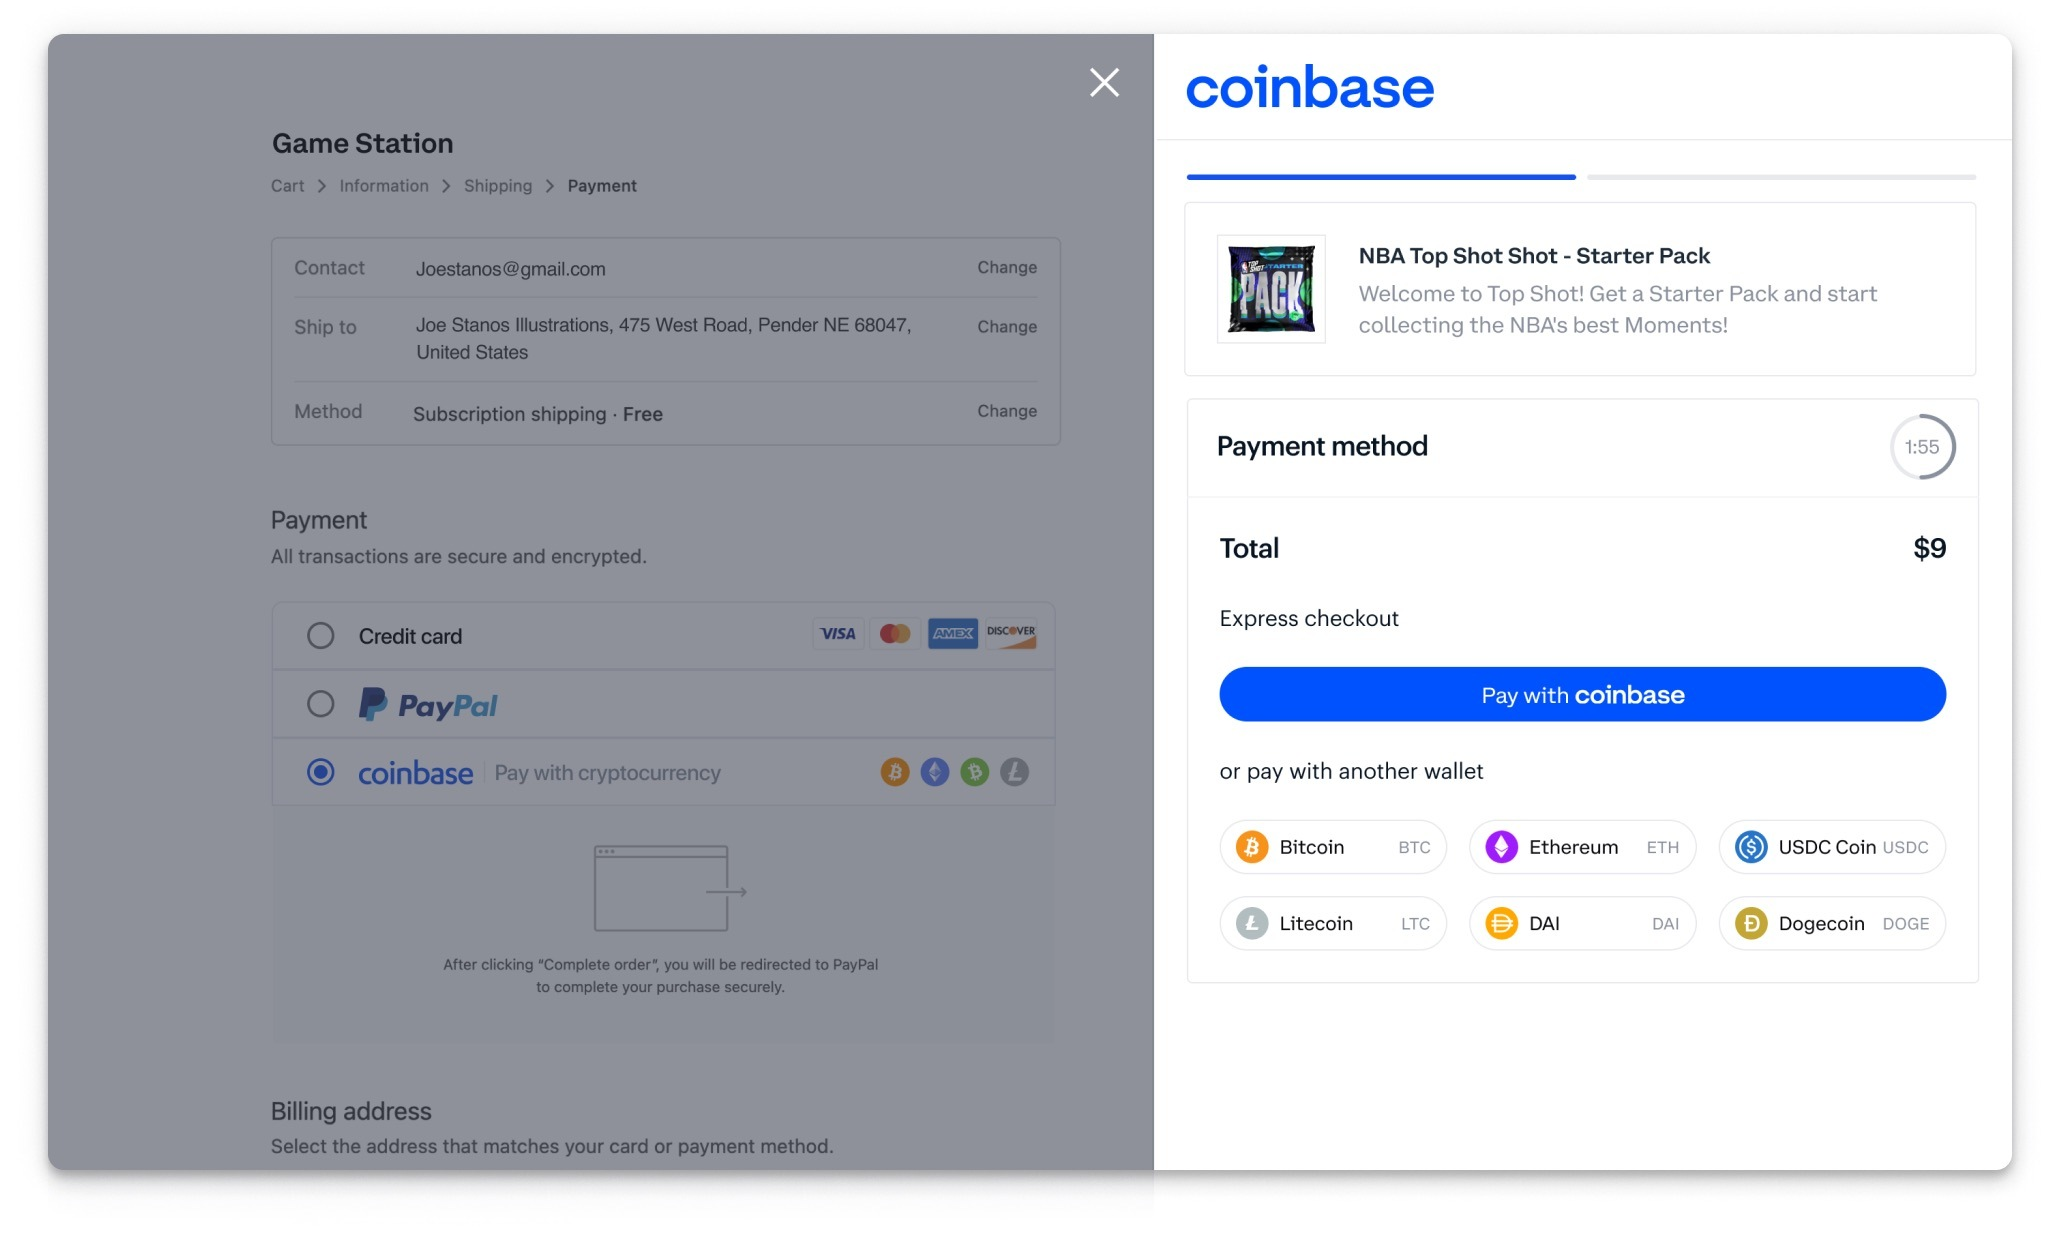 Game Station
Cart > Information > Shipping > Payment
Contact Joestanos@gmail.com Change
Ship to Joe Stanos Illustrations, 475 West Road, Pender NE 68047, Change
United States
Method Subscription shipping · Free Change
Payment
All transactions are secure and encrypted.
Credit card VISA AMEX DISCOVER
PayPal
coinbase Pay with cryptocurrency
After clicking “Complete order”, you will be redirected to PayPal
to complete your purchase securely.
Billing address
Select the address that matches your card or payment method.
coinbase
TOP
SHOT STARTER
PACK
NBA Top Shot Shot - Starter Pack
Welcome to Top Shot! Get a Starter Pack and start
collecting the NBA's best Moments!
Payment method 1:55
Total $9
Express checkout
Pay with coinbase
or pay with another wallet
Bitcoin BTC Ethereum ETH USDC Coin USDC
Litecoin LTC DAI DAI Dogecoin DOGE